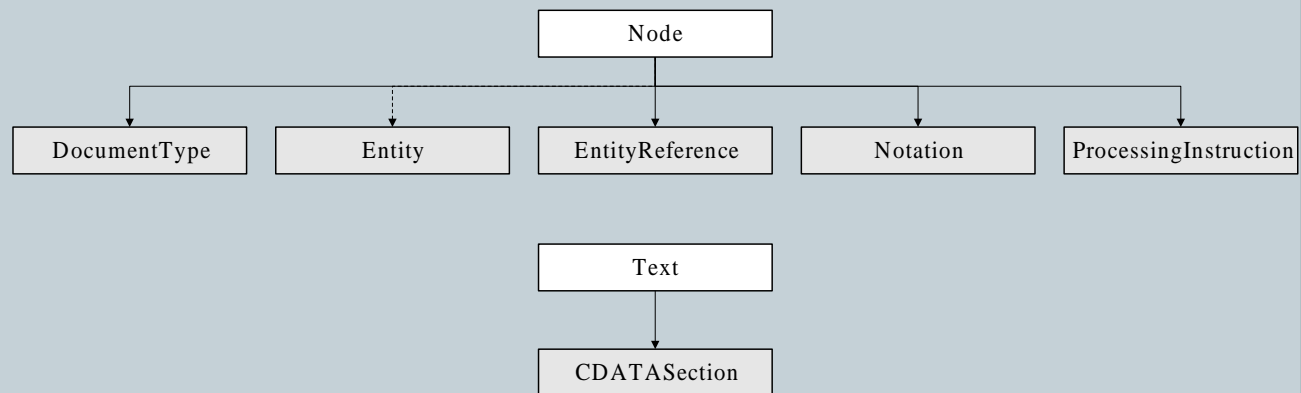 Node
DocumentType
Entity
EntityReference
Notation
ProcessingInstruction
Text
CDATASection